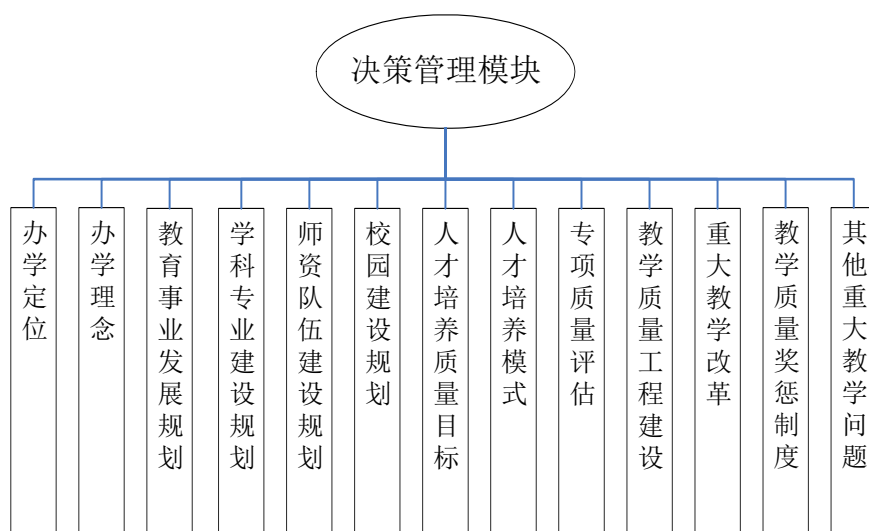 决策管理模块
办学定位
办学理念
教育事业发展规划
学科专业建设规划
师资队伍建设规划
校园建设规划
人才培养质量目标
人才培养模式
专项质量评估
教学质量工程建设
重大教学改革
教学质量奖惩制度
其他重大教学问题